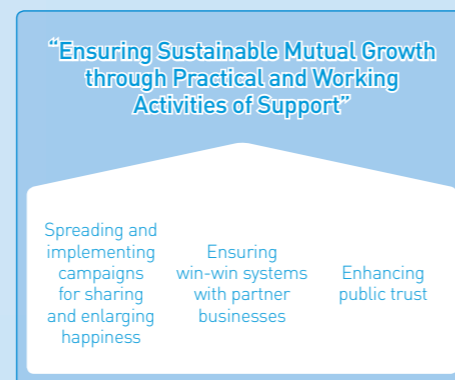 “Ensuring Sustainable Mutual Growth
through Practical and Working
Activities of Support”
Spreading and
implementing
campaigns
for sharing
and enlarging
happiness
Ensuring
win-win systems
with partner
businesses
Enhancing
public trust